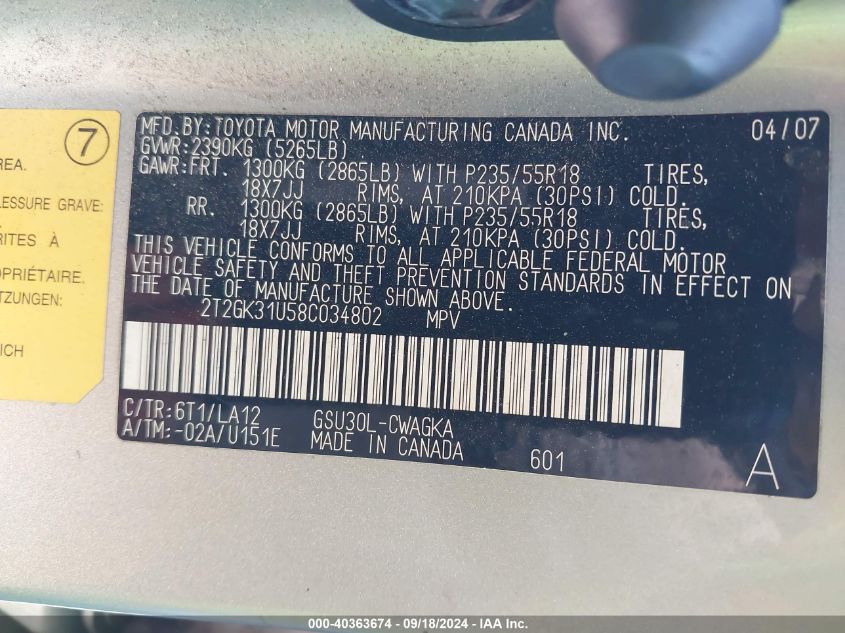 7
REA.
LESSURE GRAVE:
RITES À
OPRIÉTAIRE.
TZUNGEN:
ICH
MFD.BY:TOYOTA MOTOR MANUFACTURING CANADA INC. 04/07
GVWR:2390KG (5265LB)
GAWR:FRT. 1300KG (2865LB) WITH P235/55R18 TIRES,
18X7JJ RIMS, AT 210KPA (30PSI) COLD.
RR. 1300KG (2865LB) WITH P235/55R18 TIRES,
18X7JJ RIMS, AT 210KPA (30PSI) COLD.
THIS VEHICLE CONFORMS TO ALL APPLICABLE FEDERAL MOTOR
VEHICLE SAFETY AND THEFT PREVENTION STANDARDS IN EFFECT ON
THE DATE OF MANUFACTURE SHOWN ABOVE.
2T2GK31U58C034802 MPV
C/TR:6T1/LA12 GSU30L-CWAGKA
A/TM:-02A/U151E MADE IN CANADA 601 A
000-40363674 - 09/18/2024 - IAA Inc.